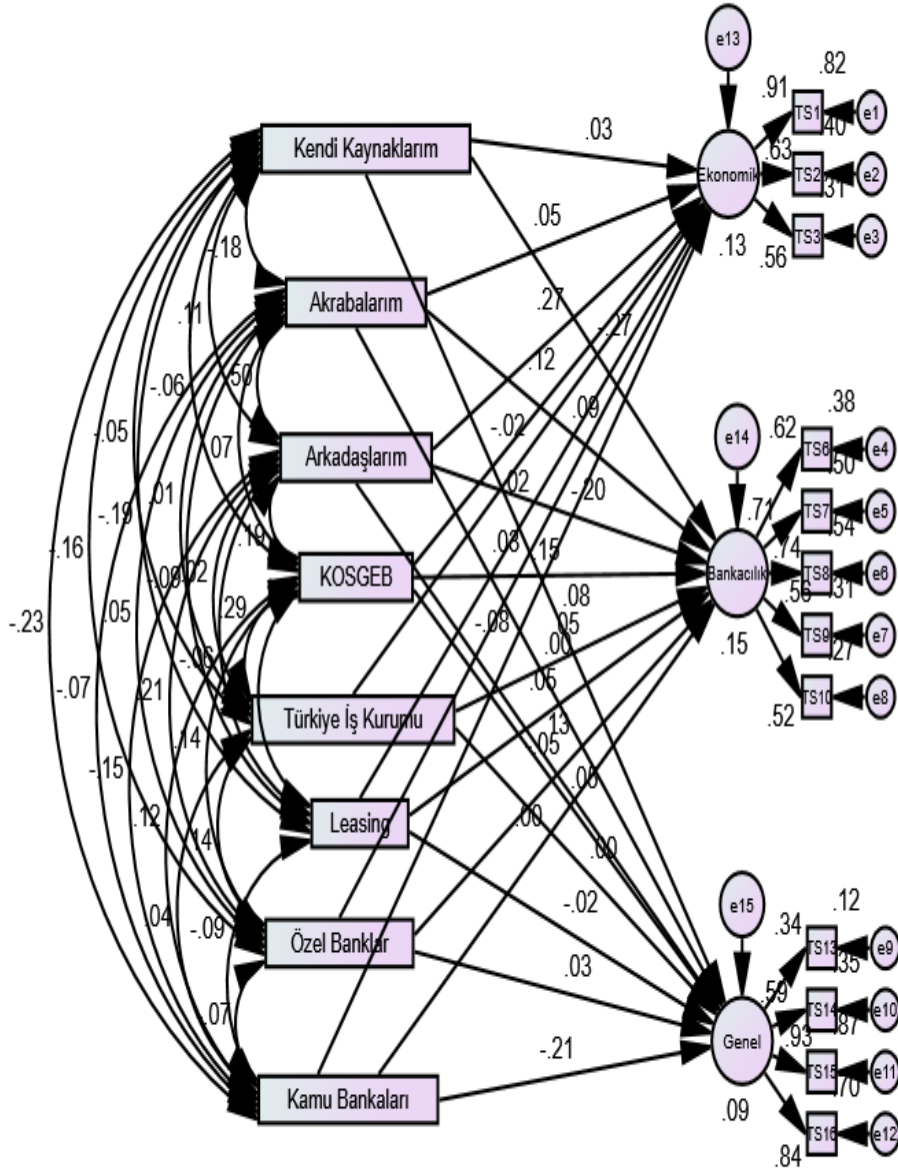 e13
.82
.91
TS1
e1
.40
Kendi Kaynaklarım
.03
.63
Ekonomik
TS2
e2
.31
TS3
e3
.13
.56
.05
-.18
.27
-.27
Akrabalarım
.11
.12
-.06
.50
.09
.38
-.02
.62
e14
TS6
e4
.05
.07
.50
Arkadaşlarım
.02
-.20
.71
TS7
e5
-.19
.01
.54
.19
.03
.15
.74
-.16
KOSGEB
Bankacılık
TS8
e6
-.09
.02
.56
.31
.08
-.23
.05
.29
-.08
.05
TS9
e7
.00
.15
.27
-.06
.05
-.07
.21
TS10
e8
Türkiye İş Kurumu
.52
.14
.13
.05
-.15
.00
.12
Leasing
.00
.14
.00
e15
-.02
.12
.34
.04
-.09
TS13
e9
Özel Banklar
.35
.03
.59
TS14
e10
.07
.87
.93
Genel
-.21
TS15
e11
.70
Kamu Bankaları
.09
TS16
e12
.84